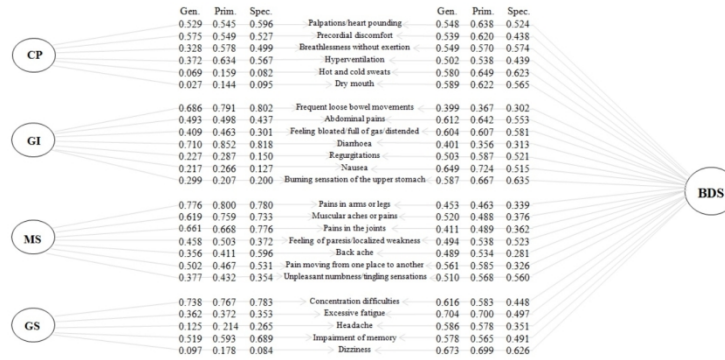 Gen. Prim. Spec. Gen. Prim. Spec.
0.529 0.545 0.596 Palpations/heart pounding 0.548 0.638 0.524
0.575 0.549 0.527 Precordial discomfort 0.539 0.620 0.438
0.328 0.578 0.499 Breathlessness without exertion 0.549 0.570 0.574
CP
0.372 0.634 0.567 Hyperventilation 0.502 0.538 0.439
0.069 0.159 0.082 Hot and cold sweats 0.580 0.649 0.623
0.027 0.144 0.095 Dry mouth 0.589 0.622 0.565
0.686 0.791 0.802 Frequent loose bowel movements 0.399 0.367 0.302
0.493 0.498 0.437 Abdominal pains 0.612 0.642 0.553
0.409 0.463 0.301 Feeling bloated/full of gas/distended 0.604 0.607 0.581
GI
0.710 0.852 0.818 Diarrhoea 0.401 0.356 0.313
0.227 0.287 0.150 Regurgitations 0.503 0.587 0.521
0.217 0.266 0.127 Nausea 0.649 0.724 0.515
0.299 0.207 0.200 Burning sensation of the upper stomach 0.587 0.667 0.635
BDS
0.776 0.800 0.780 Pains in arms or legs 0.453 0.463 0.339
0.619 0.759 0.733 Muscular aches or pains 0.520 0.488 0.376
0.661 0.668 0.776 Pains in the joints 0.411 0.489 0.362
MS
0.458 0.503 0.372 Feeling of paresis/localized weakness 0.494 0.538 0.523
0.356 0.411 0.596 Back ache 0.489 0.534 0.281
0.502 0.467 0.531 Pain moving from one place to another 0.561 0.585 0.326
0.377 0.432 0.354 Unpleasant numbness/tingling sensations 0.510 0.568 0.560
0.738 0.767 0.783 Concentration difficulties 0.616 0.583 0.448
0.362 0.372 0.353 Excessive fatigue 0.704 0.700 0.497
GS
0.125 0. 214 0.265 Headache 0.586 0.578 0.351
0.519 0.593 0.689 Impairment of memory 0.578 0.565 0.491
0.097 0.178 0.084 Dizziness 0.673 0.699 0.626